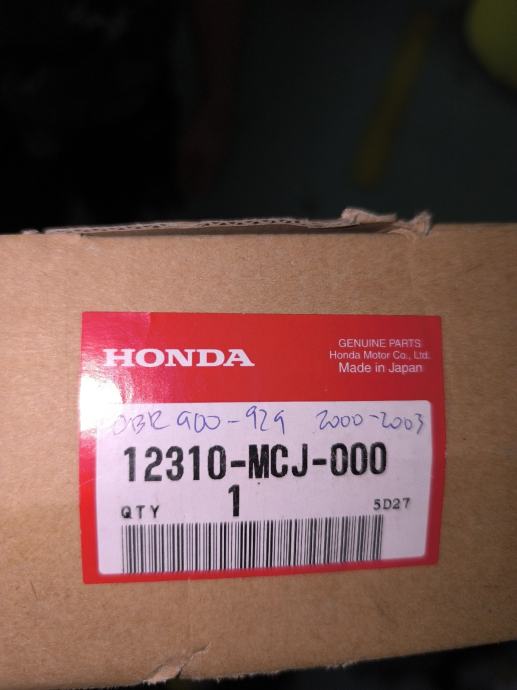 HONDA
GENUINE PARTS
Honda Motor Co., Ltd.
Made in Japan
CBR 900-929 2000-2003
12310-MCJ-000
QTY 1 5D27